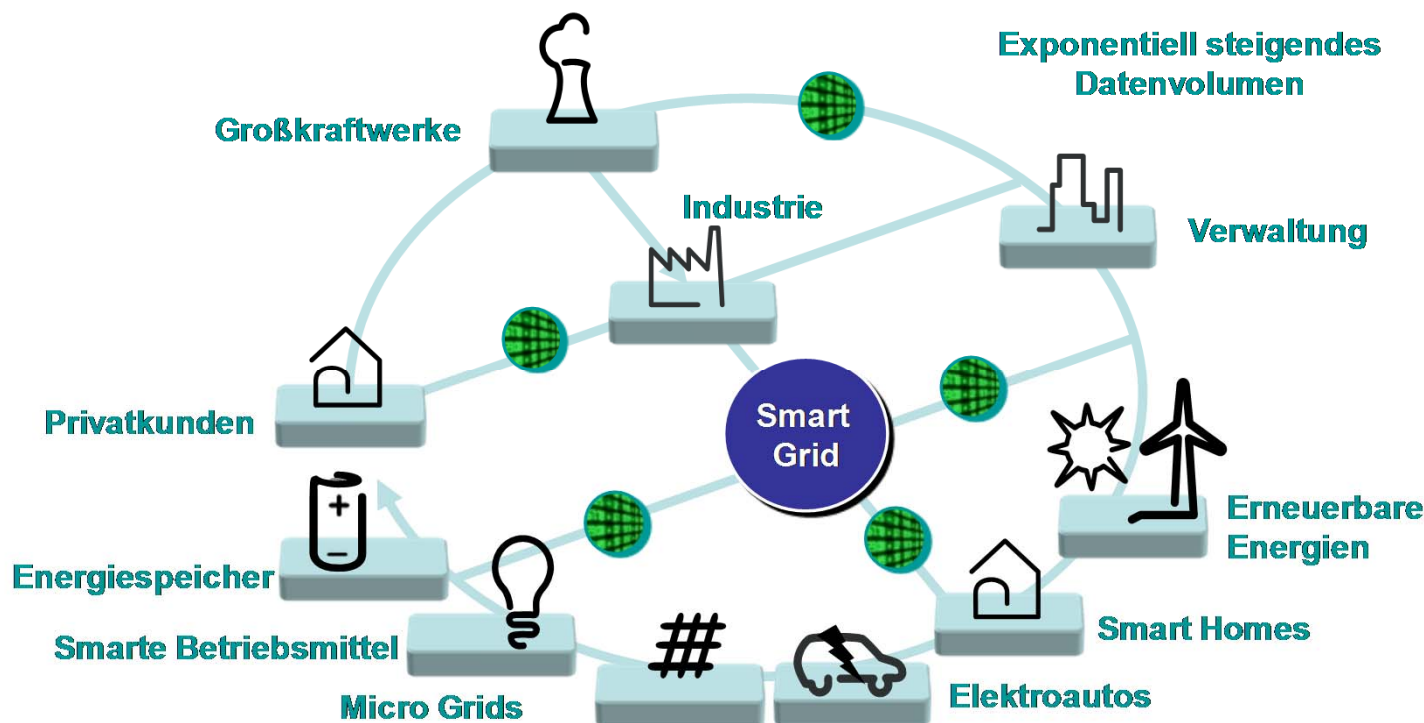 Exponentiell steigendes
Datenvolumen
Großkraftwerke
Industrie
Verwaltung
Privatkunden
Smart
Grid
+
–
Energiespeicher
Erneuerbare
Energien
Smarte Betriebsmittel
Smart Homes
Micro Grids
Elektroautos